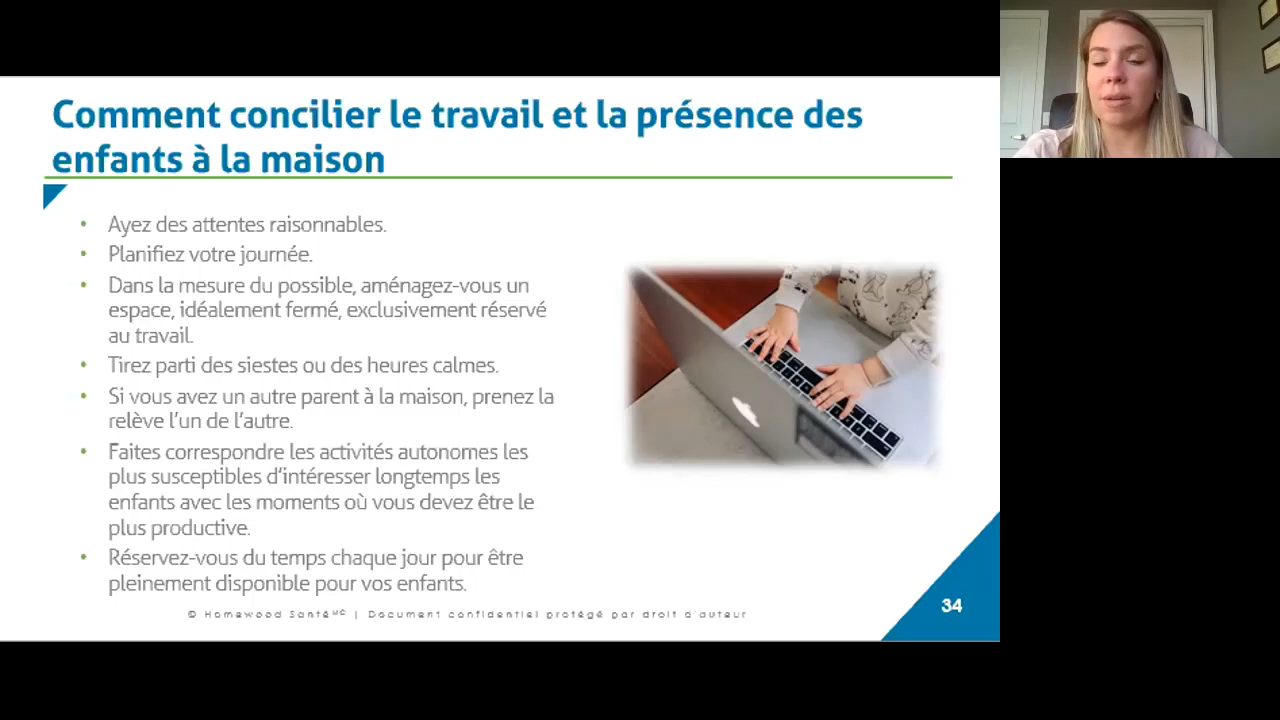 Comment concilier le travail et la présence des
enfants à la maison
• Ayez des attentes raisonnables.
• Planifiez votre journée.
• Dans la mesure du possible, aménagez-vous un
espace, idéalement fermé, exclusivement réservé
au travail.
• Tirez parti des siestes ou des heures calmes.
• Si vous avez un autre parent à la maison, prenez la
relève l'un de l'autre.
• Faites correspondre les activités autonomes les
plus susceptibles d'intéresser longtemps les
enfants avec les moments où vous devez être le
plus productive.
• Réservez-vous du temps chaque jour pour être
pleinement disponible pour vos enfants.
© Homewood Santéᴹᶜ | Document confidentiel protégé par droit d'auteur
34